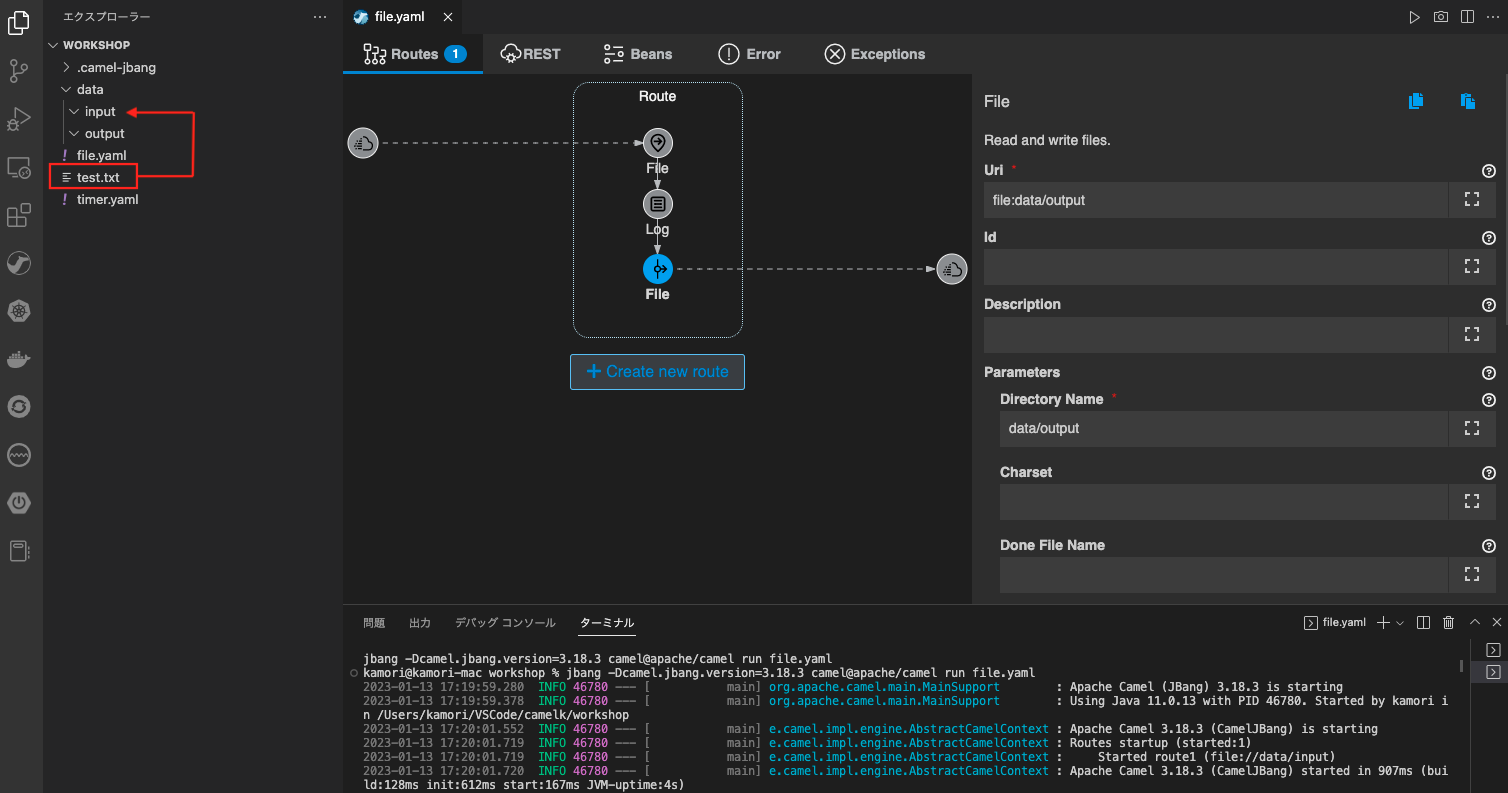 エクスプローラー
WORKSHOP
.camel-jbang
data
input
output
! file.yaml
test.txt
! timer.yaml
file.yaml
Routes 1
REST
Beans
Error
Exceptions
Route
File
Log
File
+ Create new route
File
Read and write files.
Uri *
file:data/output
Id
Description
Parameters
Directory Name *
data/output
Charset
Done File Name
問題 出力 デバッグ コンソール ターミナル
file.yaml
jbang -Dcamel.jbang.version=3.18.3 camel@apache/camel run file.yaml
kamori@kamori-mac workshop % jbang -Dcamel.jbang.version=3.18.3 camel@apache/camel run file.yaml
2023-01-13 17:19:59.280 INFO 46780 --- [ main] org.apache.camel.main.MainSupport : Apache Camel (JBang) 3.18.3 is starting
2023-01-13 17:19:59.378 INFO 46780 --- [ main] org.apache.camel.main.MainSupport : Using Java 11.0.13 with PID 46780. Started by kamori i
n /Users/kamori/VSCode/camelk/workshop
2023-01-13 17:20:01.552 INFO 46780 --- [ main] e.camel.impl.engine.AbstractCamelContext : Apache Camel 3.18.3 (CamelJBang) is starting
2023-01-13 17:20:01.719 INFO 46780 --- [ main] e.camel.impl.engine.AbstractCamelContext : Routes startup (started:1)
2023-01-13 17:20:01.719 INFO 46780 --- [ main] e.camel.impl.engine.AbstractCamelContext : Started route1 (file://data/input)
2023-01-13 17:20:01.720 INFO 46780 --- [ main] e.camel.impl.engine.AbstractCamelContext : Apache Camel 3.18.3 (CamelJBang) started in 907ms (bui
ld:128ms init:612ms start:167ms JVM-uptime:4s)